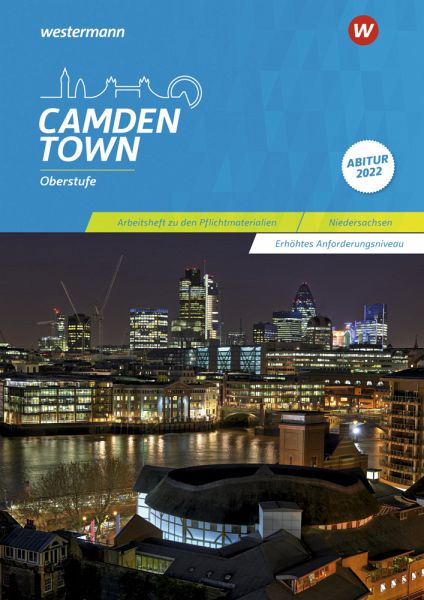 westermann
W
CAMDEN
TOWN
Oberstufe
ABITUR
2022
Arbeitsheft zu den Pflichtmaterialien
Niedersachsen
Erhöhtes Anforderungsniveau